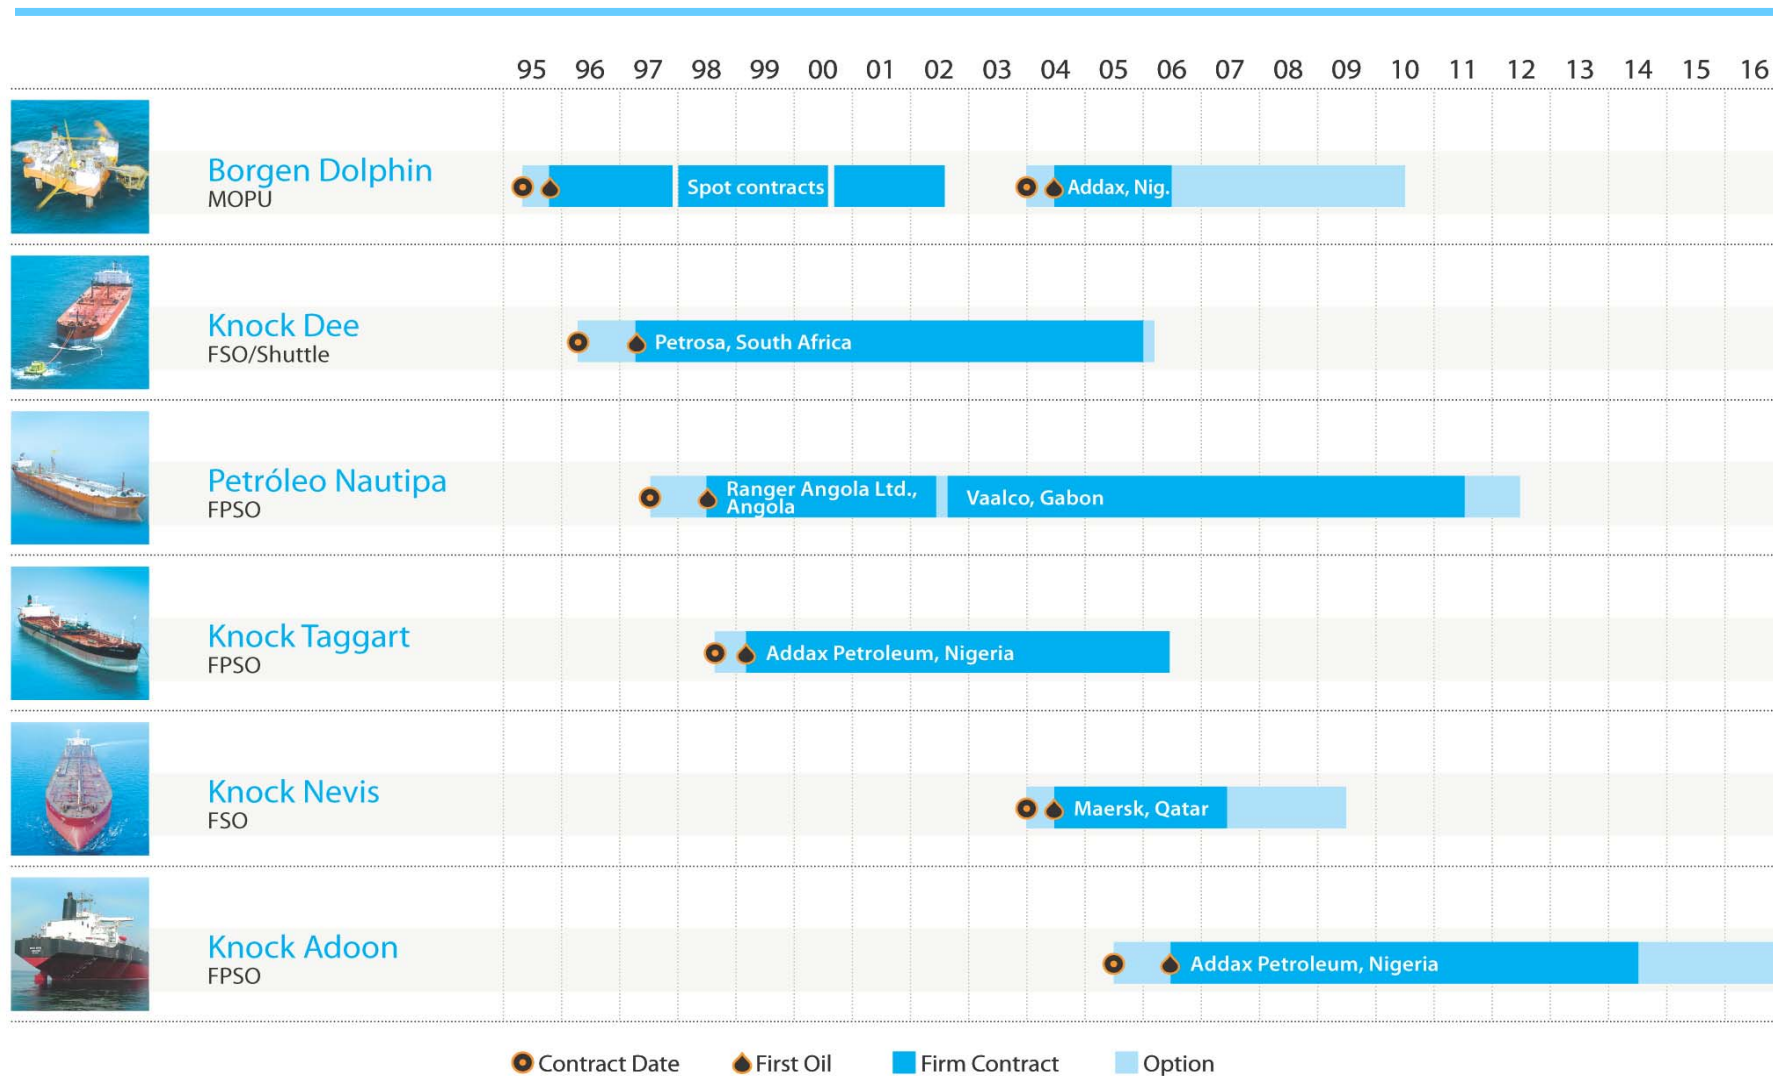 95 96 97 98 99 00 01 02 03 04 05 06 07 08 09 10 11 12 13 14 15 16
Borgen Dolphin
MOPU
Spot contracts
Addax, Nig.
Knock Dee
FSO/Shuttle
Petrosa, South Africa
Petróleo Nautipa
FPSO
Ranger Angola Ltd.,
Angola
Vaalco, Gabon
Knock Taggart
FPSO
Addax Petroleum, Nigeria
Knock Nevis
FSO
Maersk, Qatar
Knock Adoon
FPSO
Addax Petroleum, Nigeria
Contract Date First Oil Firm Contract Option